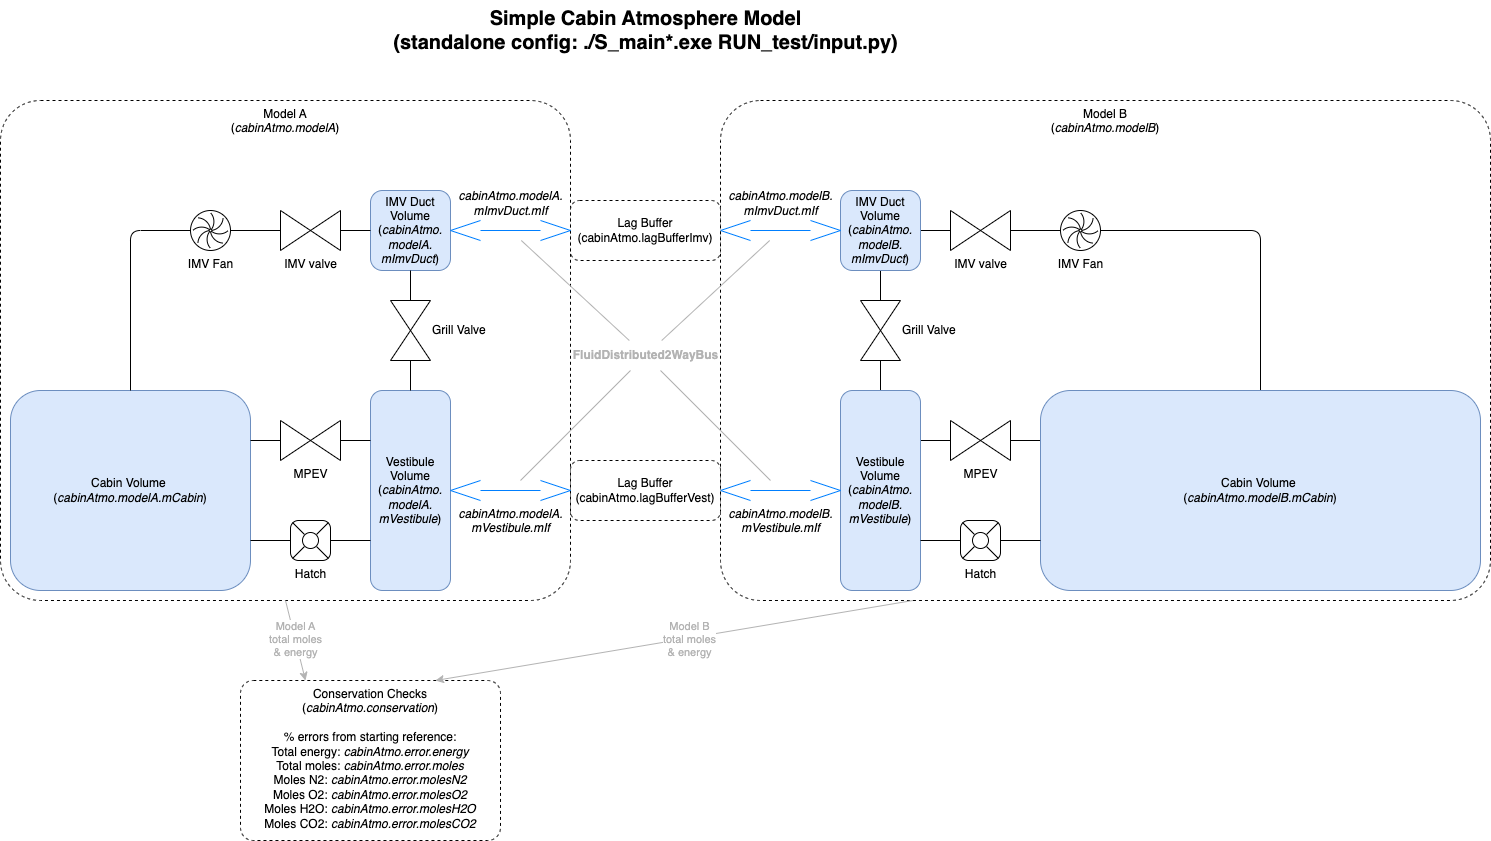 Simple Cabin Atmosphere Model
(standalone config: ./S_main*.exe RUN_test/input.py)
Model A
(cabinAtmo.modelA)
Model B
(cabinAtmo.modelB)
IMV Fan
IMV valve
IMV Duct
Volume
(cabinAtmo.
modelA.
mImvDuct)
cabinAtmo.modelA.
mImvDuct.mIf
Lag Buffer
(cabinAtmo.lagBufferImv)
cabinAtmo.modelB.
mImvDuct.mIf
IMV Duct
Volume
(cabinAtmo.
modelB.
mImvDuct)
IMV valve
IMV Fan
Grill Valve
FluidDistributed2WayBus
Grill Valve
Cabin Volume
(cabinAtmo.modelA.mCabin)
MPEV
Hatch
Vestibule
Volume
(cabinAtmo.
modelA.
mVestibule)
cabinAtmo.modelA.
mVestibule.mIf
Lag Buffer
(cabinAtmo.lagBufferVest)
cabinAtmo.modelB.
mVestibule.mIf
Vestibule
Volume
(cabinAtmo.
modelB.
mVestibule)
MPEV
Hatch
Cabin Volume
(cabinAtmo.modelB.mCabin)
Model A
total moles
& energy
Model B
total moles
& energy
Conservation Checks
(cabinAtmo.conservation)
% errors from starting reference:
Total energy: cabinAtmo.error.energy
Total moles: cabinAtmo.error.moles
Moles N2: cabinAtmo.error.molesN2
Moles O2: cabinAtmo.error.molesO2
Moles H2O: cabinAtmo.error.molesH2O
Moles CO2: cabinAtmo.error.molesCO2